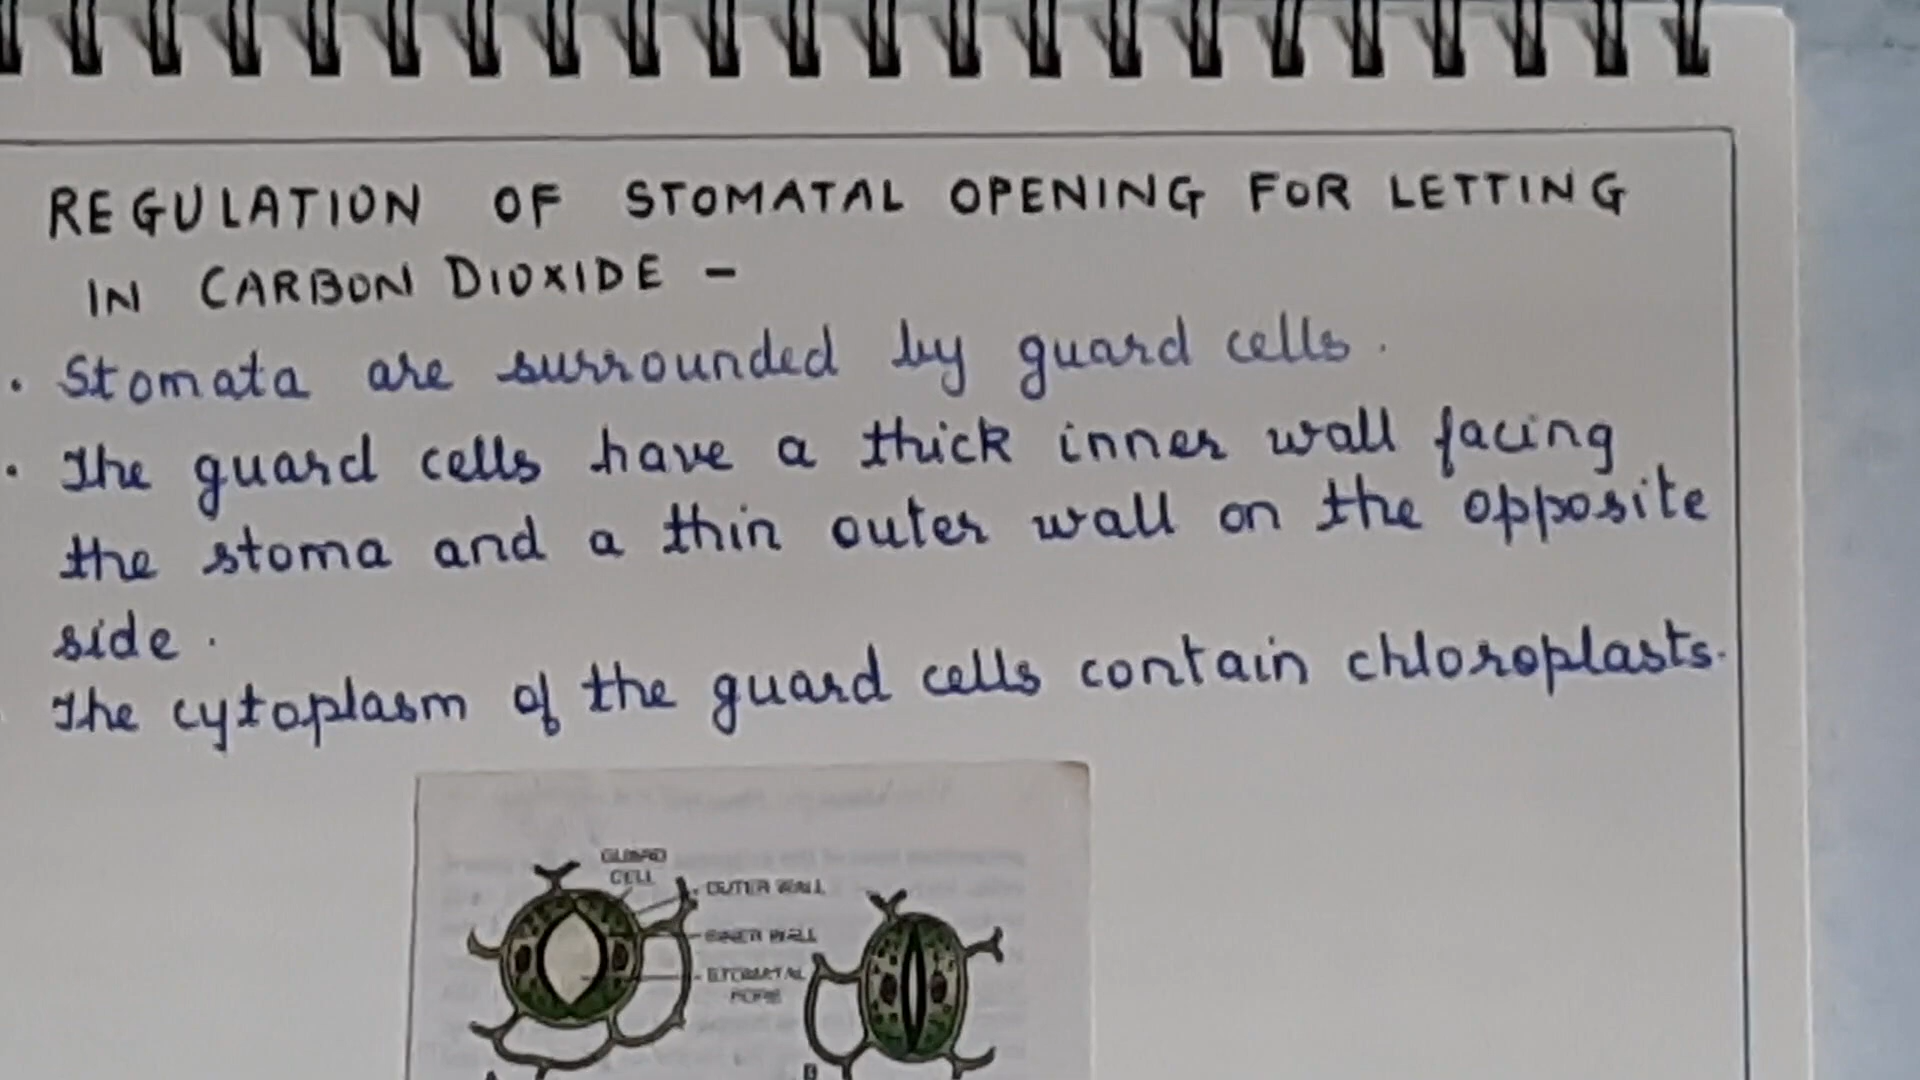 REGULATION OF STOMATAL OPENING FOR LETTING
IN CARBON DIOXIDE -
. Stomata are surrounded by guard cells.
. The guard cells have a thick inner wall facing
the stoma and a thin outer wall on the opposite
side.
The cytoplasm of the guard cells contain chloroplasts.
GUARD
CELL
OUTER WALL
INNER WALL
STOMATAL
PORE
A
B